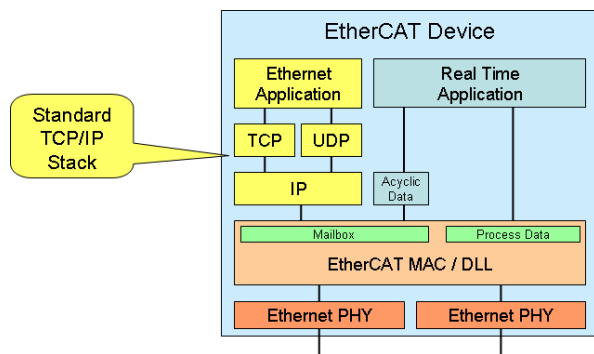 EtherCAT Device
Ethernet
Application
Real Time
Application
Standard
TCP/IP
Stack
TCP
UDP
IP
Acyclic
Data
Mailbox
Process Data
EtherCAT MAC / DLL
Ethernet PHY
Ethernet PHY